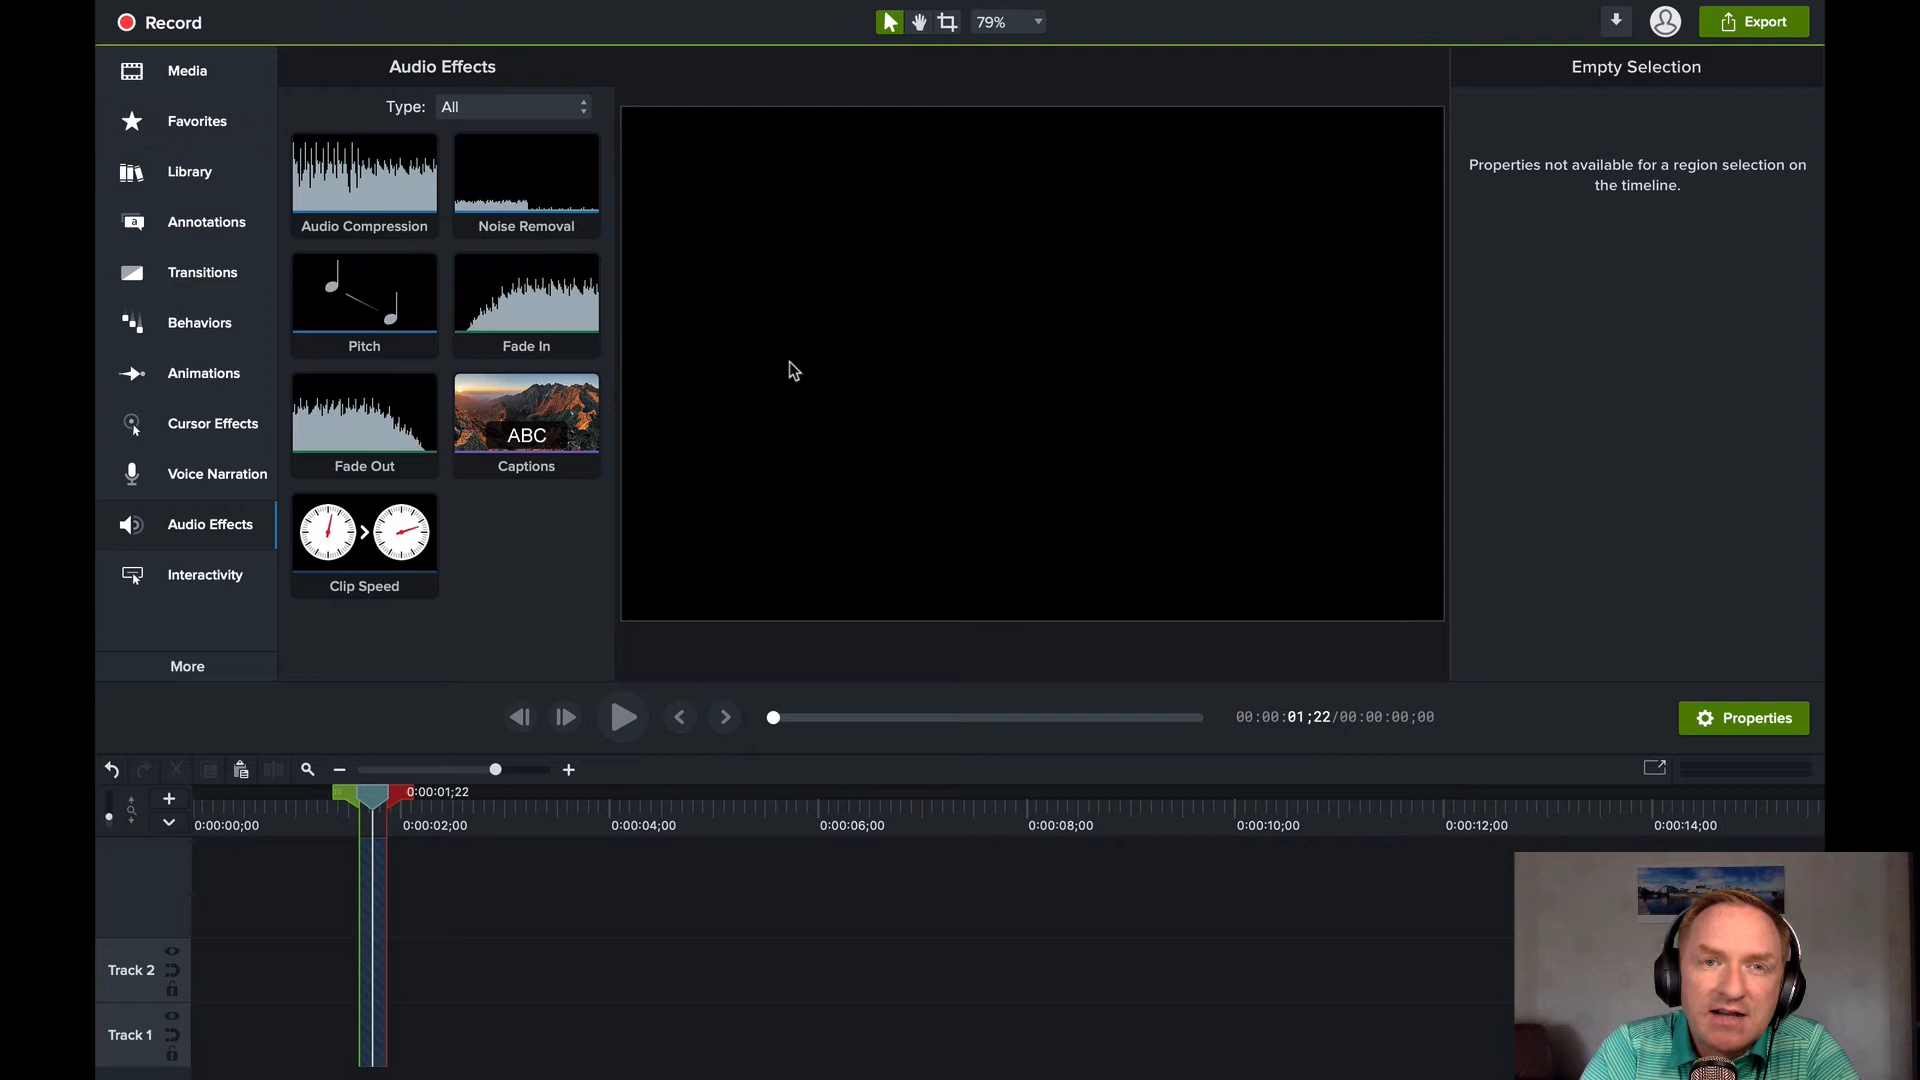 Record
79%
Export
Media
Favorites
Library
Annotations
Transitions
Behaviors
Animations
Cursor Effects
Voice Narration
Audio Effects
Interactivity
More
Audio Effects
Type: All
Audio Compression
Noise Removal
Pitch
Fade In
Fade Out
ABC
Captions
Clip Speed
Empty Selection
Properties not available for a region selection on
the timeline.
00:00:01;22/00:00:00;00
Properties
0:00:01;22
0:00:00;00 0:00:02;00 0:00:04;00 0:00:06;00 0:00:08;00 0:00:10;00 0:00:12;00 0:00:14;00
Track 2
Track 1